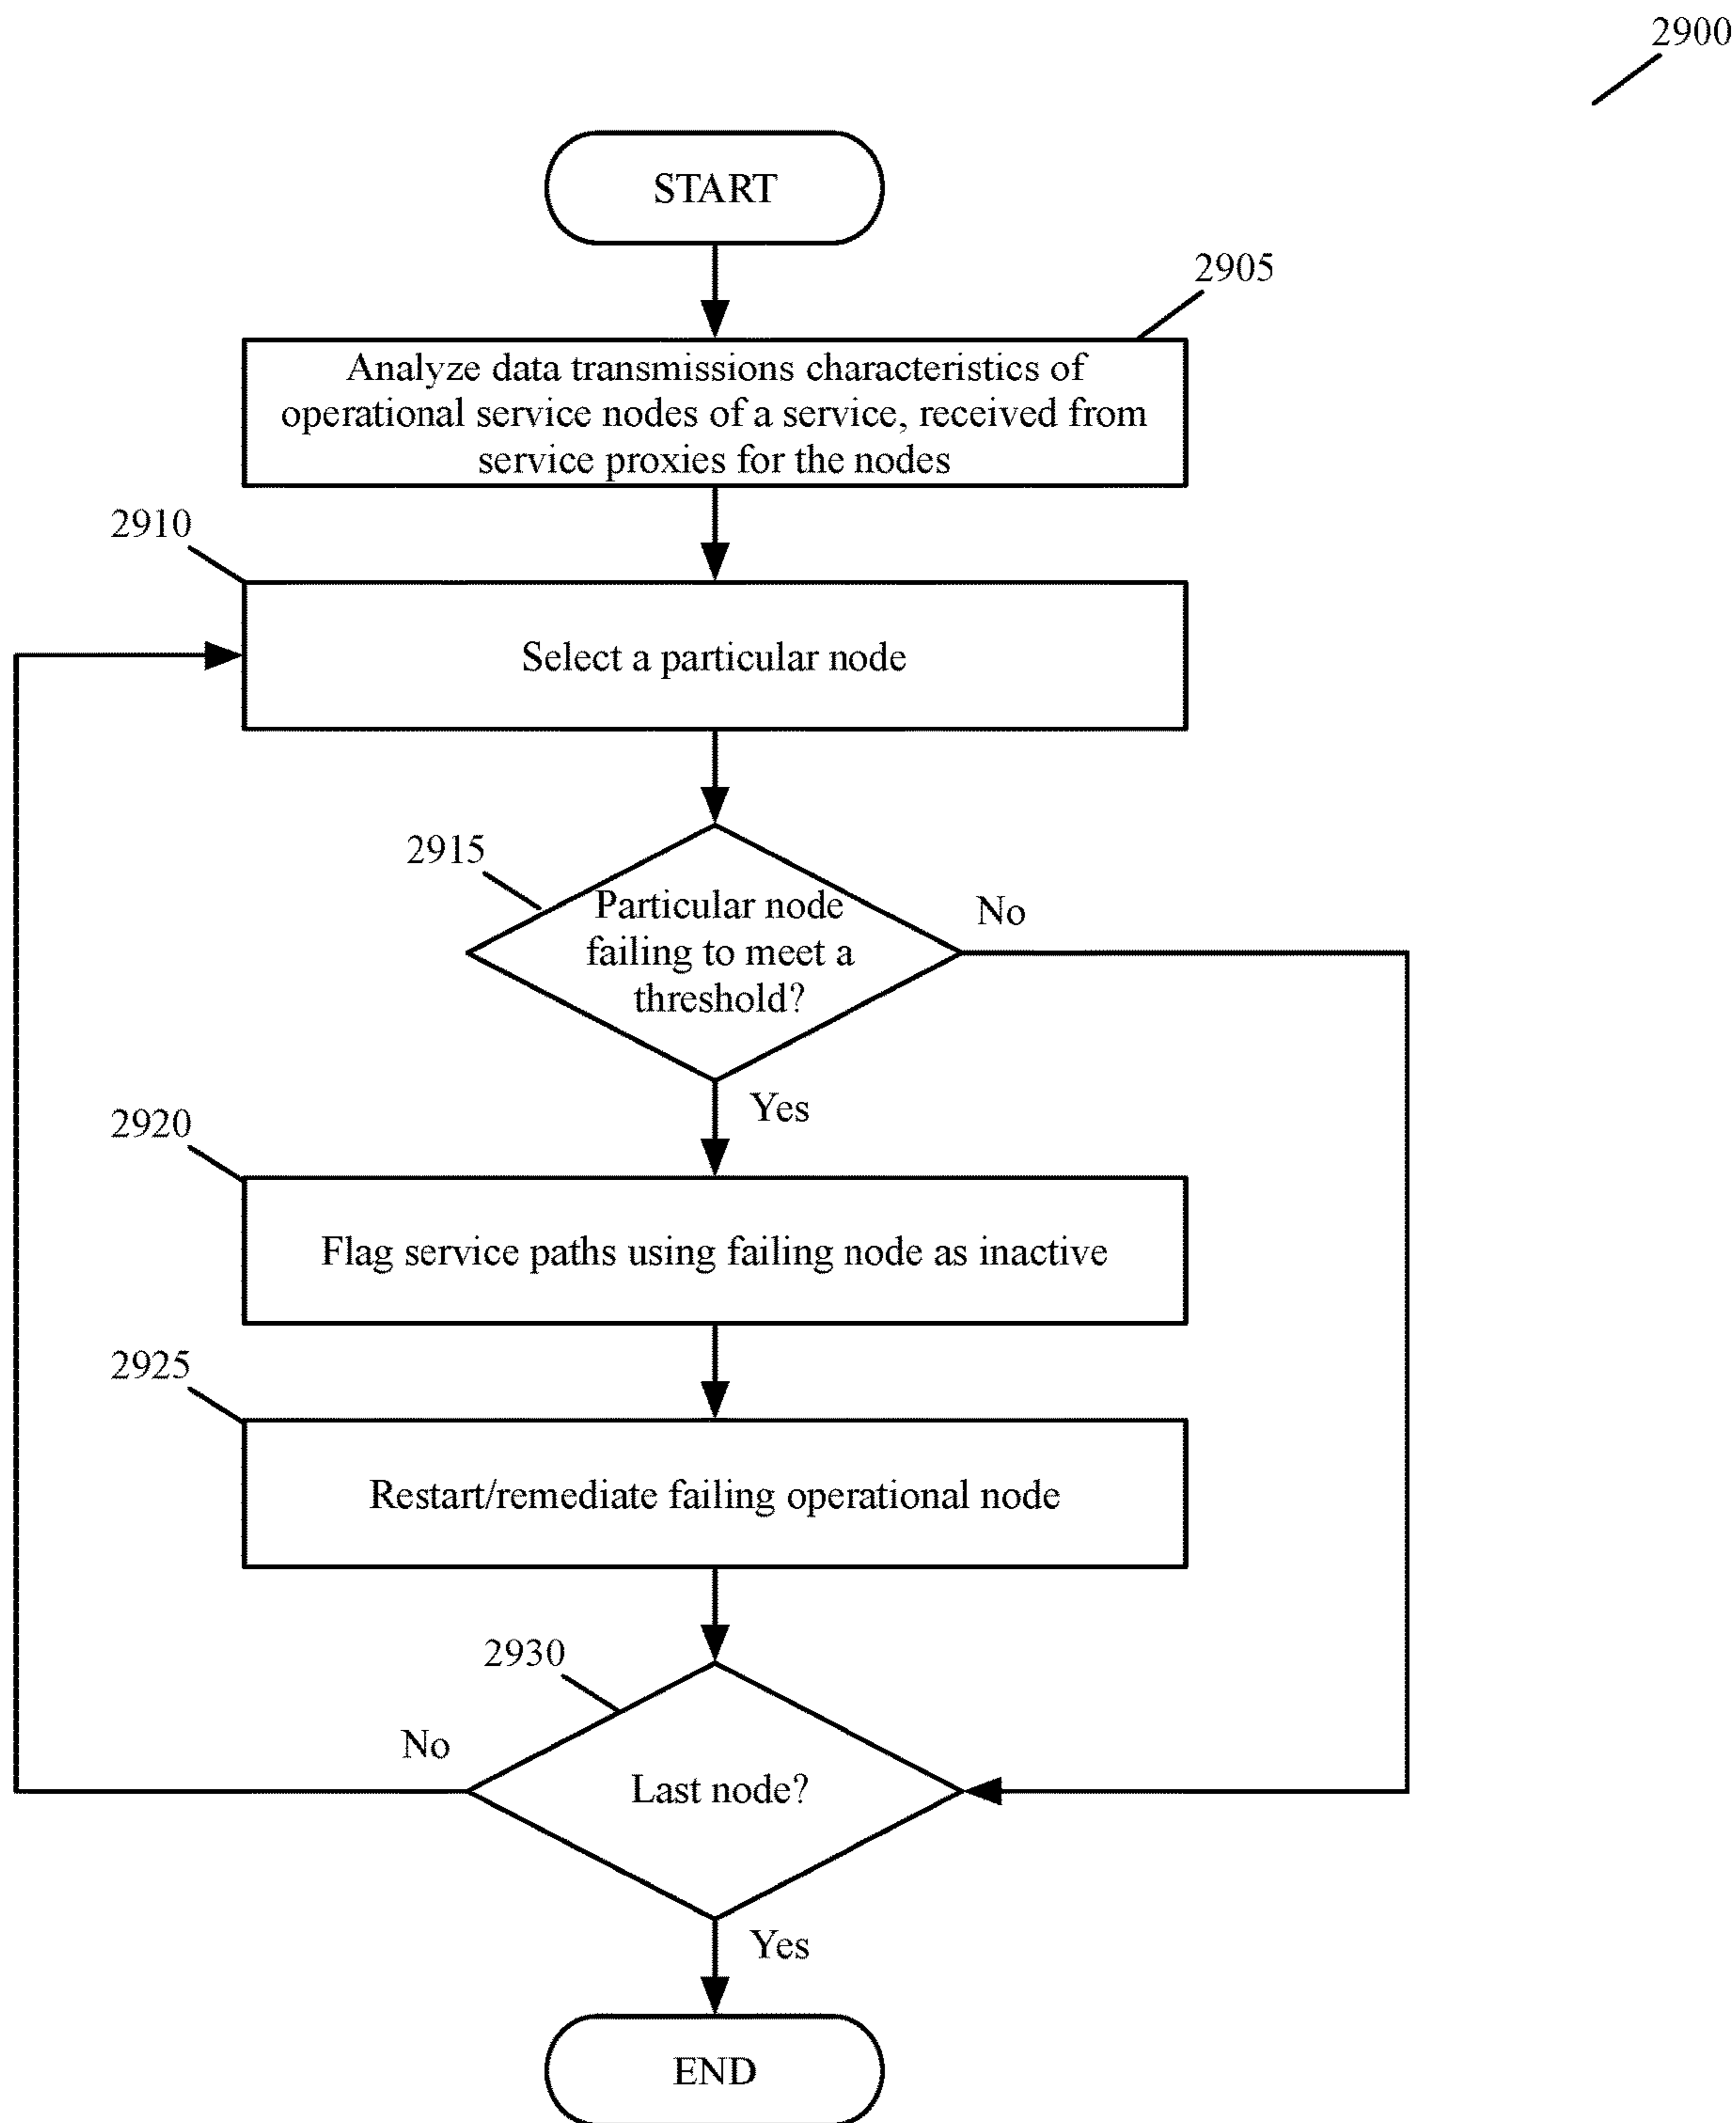 2900
START
2905
Analyze data transmissions characteristics of
operational service nodes of a service, received from
service proxies for the nodes
2910
Select a particular node
2915
Particular node
failing to meet a
threshold?
No
Yes
2920
Flag service paths using failing node as inactive
2925
Restart/remediate failing operational node
2930
No
Last node?
Yes
END